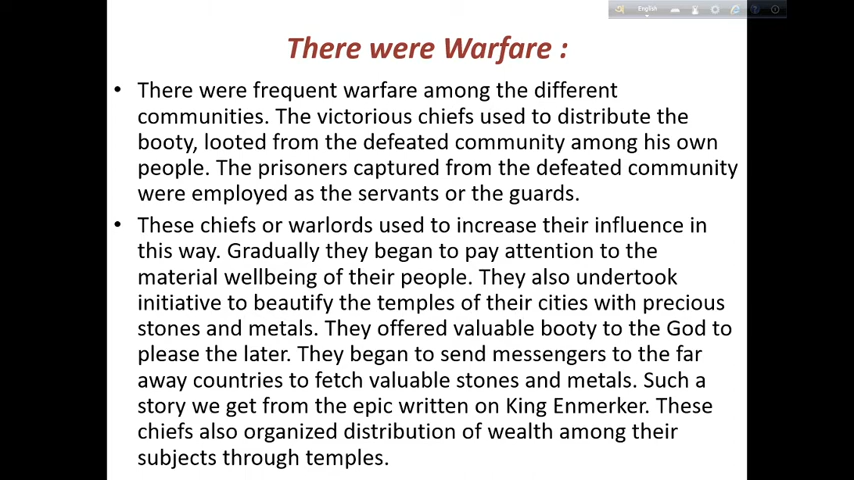 English
There were Warfare :
• There were frequent warfare among the different
communities. The victorious chiefs used to distribute the
booty, looted from the defeated community among his own
people. The prisoners captured from the defeated community
were employed as the servants or the guards.
• These chiefs or warlords used to increase their influence in
this way. Gradually they began to pay attention to the
material wellbeing of their people. They also undertook
initiative to beautify the temples of their cities with precious
stones and metals. They offered valuable booty to the God to
please the later. They began to send messengers to the far
away countries to fetch valuable stones and metals. Such a
story we get from the epic written on King Enmerker. These
chiefs also organized distribution of wealth among their
subjects through temples.